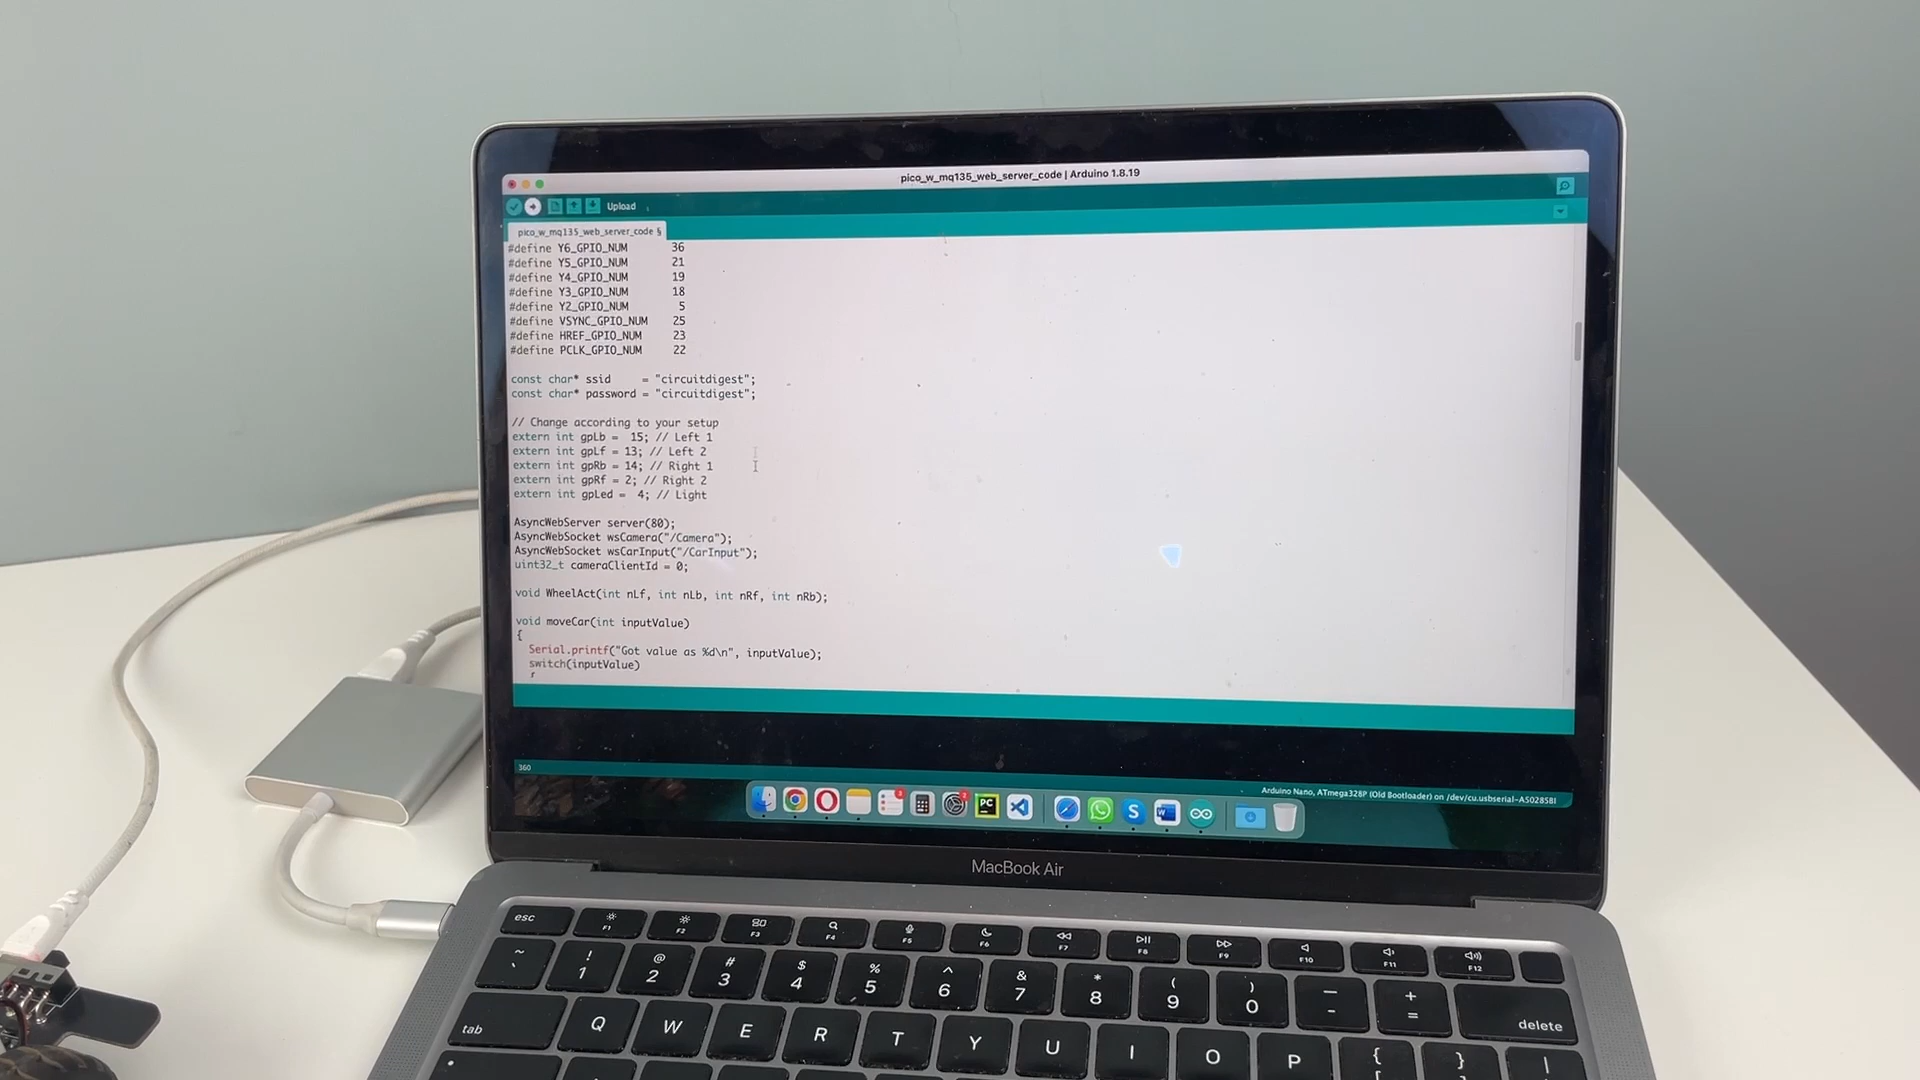 pico_w_mq135_web_server_code | Arduino 1.8.19
Upload
pico_w_mq135_web_server_code §
#define Y6_GPIO_NUM 36
#define Y5_GPIO_NUM 21
#define Y4_GPIO_NUM 19
#define Y3_GPIO_NUM 18
#define Y2_GPIO_NUM 5
#define VSYNC_GPIO_NUM 25
#define HREF_GPIO_NUM 23
#define PCLK_GPIO_NUM 22
const char* ssid = "circuitdigest";
const char* password = "circuitdigest";
// Change according to your setup
extern int gpLb = 15; // Left 1
extern int gpLf = 13; // Left 2
extern int gpRb = 14; // Right 1
extern int gpRf = 2; // Right 2
extern int gpLed = 4; // Light
AsyncWebServer server(80);
AsyncWebSocket wsCamera("/Camera");
AsyncWebSocket wsCarInput("/CarInput");
uint32_t cameraClientId = 0;
void WheelAct(int nLf, int nLb, int nRf, int nRb);
void moveCar(int inputValue)
{
Serial.printf("Got value as %d\n", inputValue);
switch(inputValue)
360
Arduino Nano, ATmega328P (Old Bootloader) on /dev/cu.usbserial-A50285BI
PC
S
W
MacBook Air
esc F1 F2 F3 F4 F5 F6 F7 F8 F9 F10 F11 F12
~ ` ! 1 @ 2 # 3 $ 4 % 5 ^ 6 & 7 * 8 ( 9 ) 0 — - + = delete
tab Q W E R T Y U I O P { [ } |